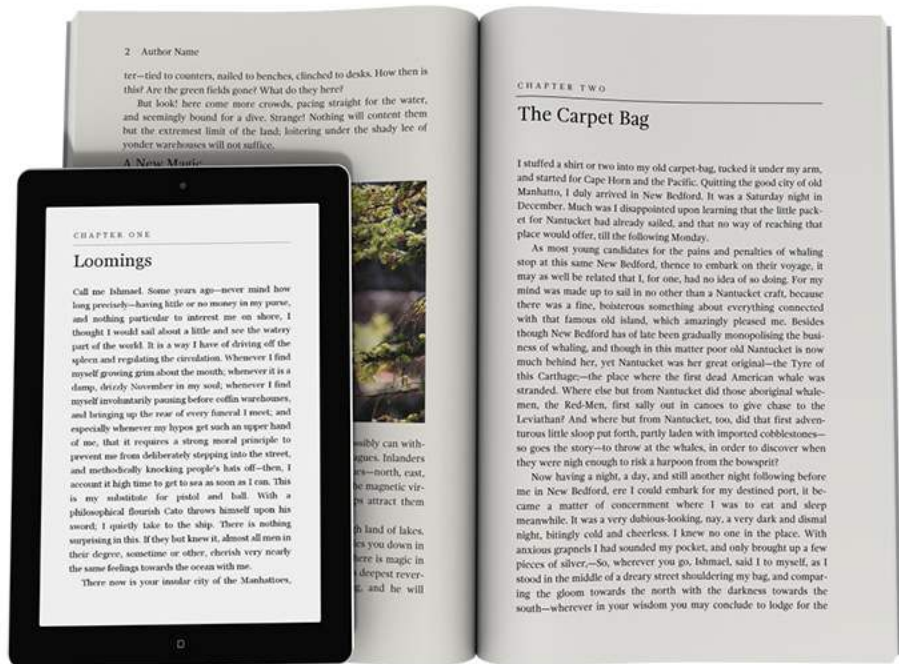 2 Author Name
ter—tied to counters, nailed to benches, clinched to desks. How then is
this? Are the green fields gone? What do they here?
But look! here come more crowds, pacing straight for the water,
and seemingly bound for a dive. Strange! Nothing will content them
but the extremest limit of the land; loitering under the shady lee of
yonder warehouses will not suffice.
A New Magic
can with-
Inlanders
north, east,
magnetic vir-
attract them
land of lakes.
you down in
is magic in
deepest rever-
and he will
CHAPTER ONE
Loomings
Call me Ishmael. Some years ago—never mind how
long precisely—having little or no money in my purse,
and nothing particular to interest me on shore, I
thought I would sail about a little and see the watery
part of the world. It is a way I have of driving off the
spleen and regulating the circulation. Whenever I find
myself growing grim about the mouth; whenever it is a
damp, drizzly November in my soul; whenever I find
myself involuntarily pausing before coffin warehouses,
and bringing up the rear of every funeral I meet; and
especially whenever my hypos get such an upper hand
of me, that it requires a strong moral principle to
prevent me from deliberately stepping into the street,
and methodically knocking people's hats off—then, I
account it high time to get to sea as soon as I can. This
is my substitute for pistol and ball. With a
philosophical flourish Cato throws himself upon his
sword; I quietly take to the ship. There is nothing
surprising in this. If they but knew it, almost all men in
their degree, sometime or other, cherish very nearly
the same feelings towards the ocean with me.
There now is your insular city of the Manhattoes,
CHAPTER TWO
The Carpet Bag
I stuffed a shirt or two into my old carpet-bag, tucked it under my arm,
and started for Cape Horn and the Pacific. Quitting the good city of old
Manhatto, I duly arrived in New Bedford. It was a Saturday night in
December. Much was I disappointed upon learning that the little pack-
et for Nantucket had already sailed, and that no way of reaching that
place would offer, till the following Monday.
As most young candidates for the pains and penalties of whaling
stop at this same New Bedford, thence to embark on their voyage, it
may as well be related that I, for one, had no idea of so doing. For my
mind was made up to sail in no other than a Nantucket craft, because
there was a fine, boisterous something about everything connected
with that famous old island, which amazingly pleased me. Besides
though New Bedford has of late been gradually monopolising the busi-
ness of whaling, and though in this matter poor old Nantucket is now
much behind her, yet Nantucket was her great original—the Tyre of
this Carthage;—the place where the first dead American whale was
stranded. Where else but from Nantucket did those aboriginal whale-
men, the Red-Men, first sally out in canoes to give chase to the
Leviathan? And where but from Nantucket, too, did that first adven-
turous little sloop put forth, partly laden with imported cobblestones—
so goes the story—to throw at the whales, in order to discover when
they were nigh enough to risk a harpoon from the bowsprit?
Now having a night, a day, and still another night following before
me in New Bedford, ere I could embark for my destined port, it be-
came a matter of concernment where I was to eat and sleep
meanwhile. It was a very dubious-looking, nay, a very dark and dismal
night, bitingly cold and cheerless. I knew no one in the place. With
anxious grapnels I had sounded my pocket, and only brought up a few
pieces of silver,—So, wherever you go, Ishmael, said I to myself, as I
stood in the middle of a dreary street shouldering my bag, and compar-
ing the gloom towards the north with the darkness towards the
south—wherever in your wisdom you may conclude to lodge for the